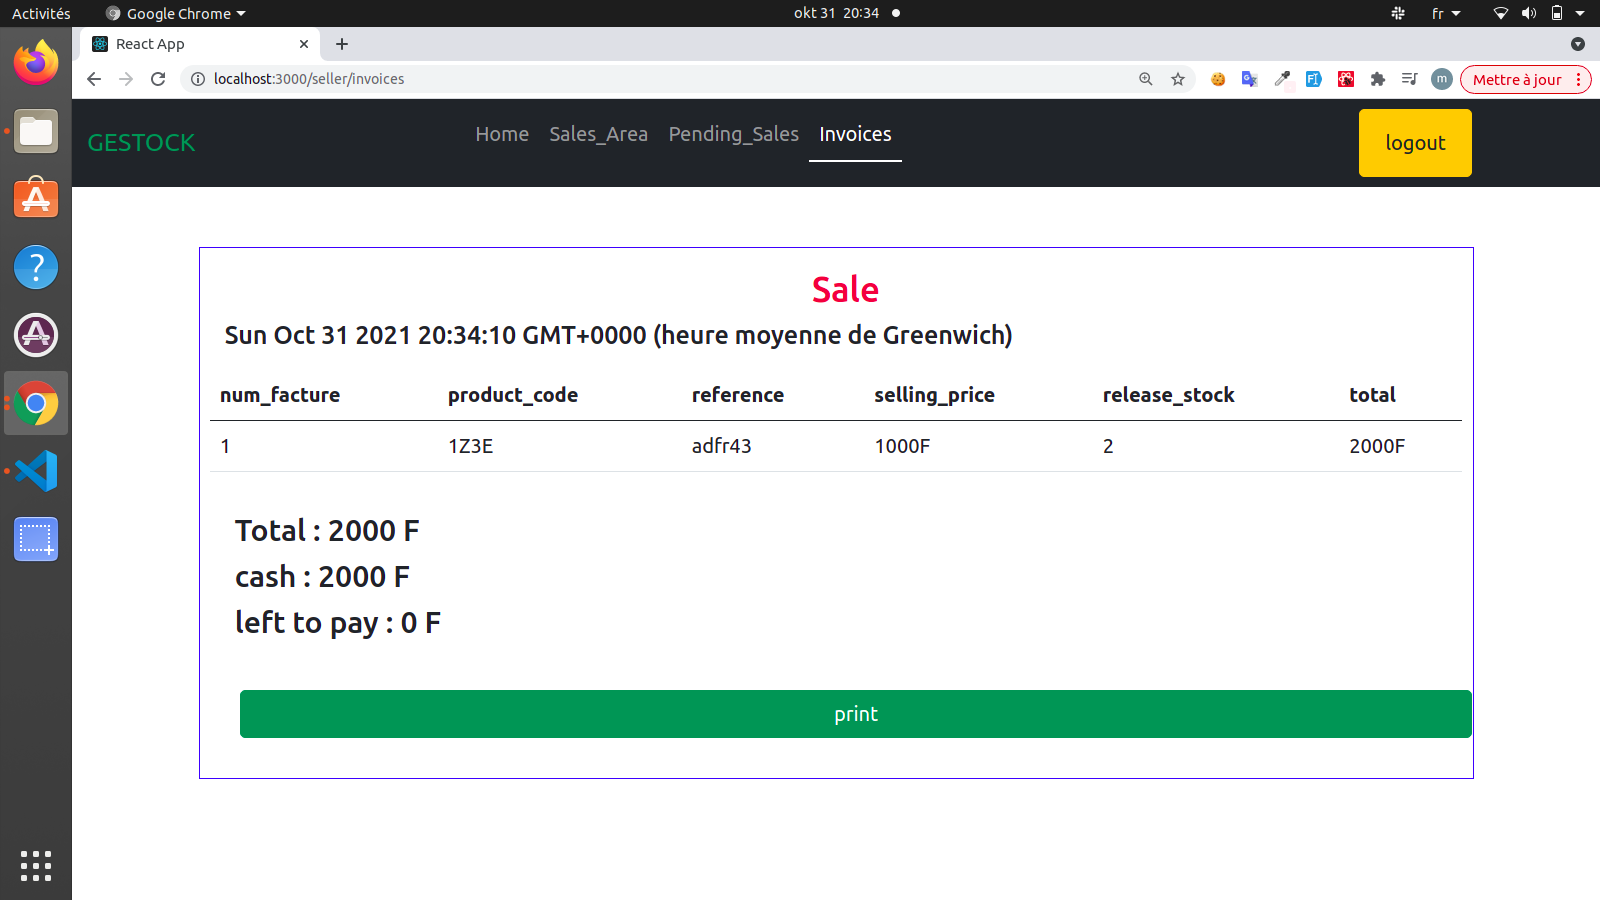 Activités Google Chrome okt 31 20:34 fr
React App
localhost:3000/seller/invoices m Mettre à jour
GESTOCK Home Sales_Area Pending_Sales Invoices logout
Sale
Sun Oct 31 2021 20:34:10 GMT+0000 (heure moyenne de Greenwich)
num_facture product_code reference selling_price release_stock total
1 1Z3E adfr43 1000F 2 2000F
Total : 2000 F
cash : 2000 F
left to pay : 0 F
print